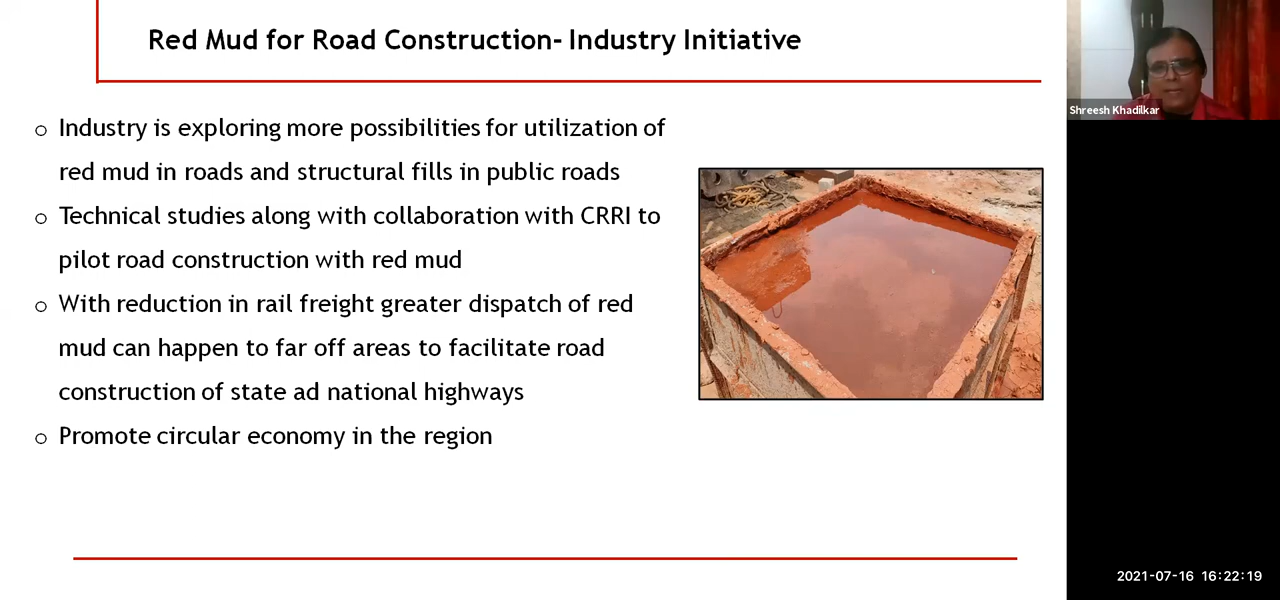 Red Mud for Road Construction- Industry Initiative
o Industry is exploring more possibilities for utilization of
red mud in roads and structural fills in public roads
o Technical studies along with collaboration with CRRI to
pilot road construction with red mud
o With reduction in rail freight greater dispatch of red
mud can happen to far off areas to facilitate road
construction of state ad national highways
o Promote circular economy in the region
Shreesh Khadilkar
2021-07-16 16:22:19